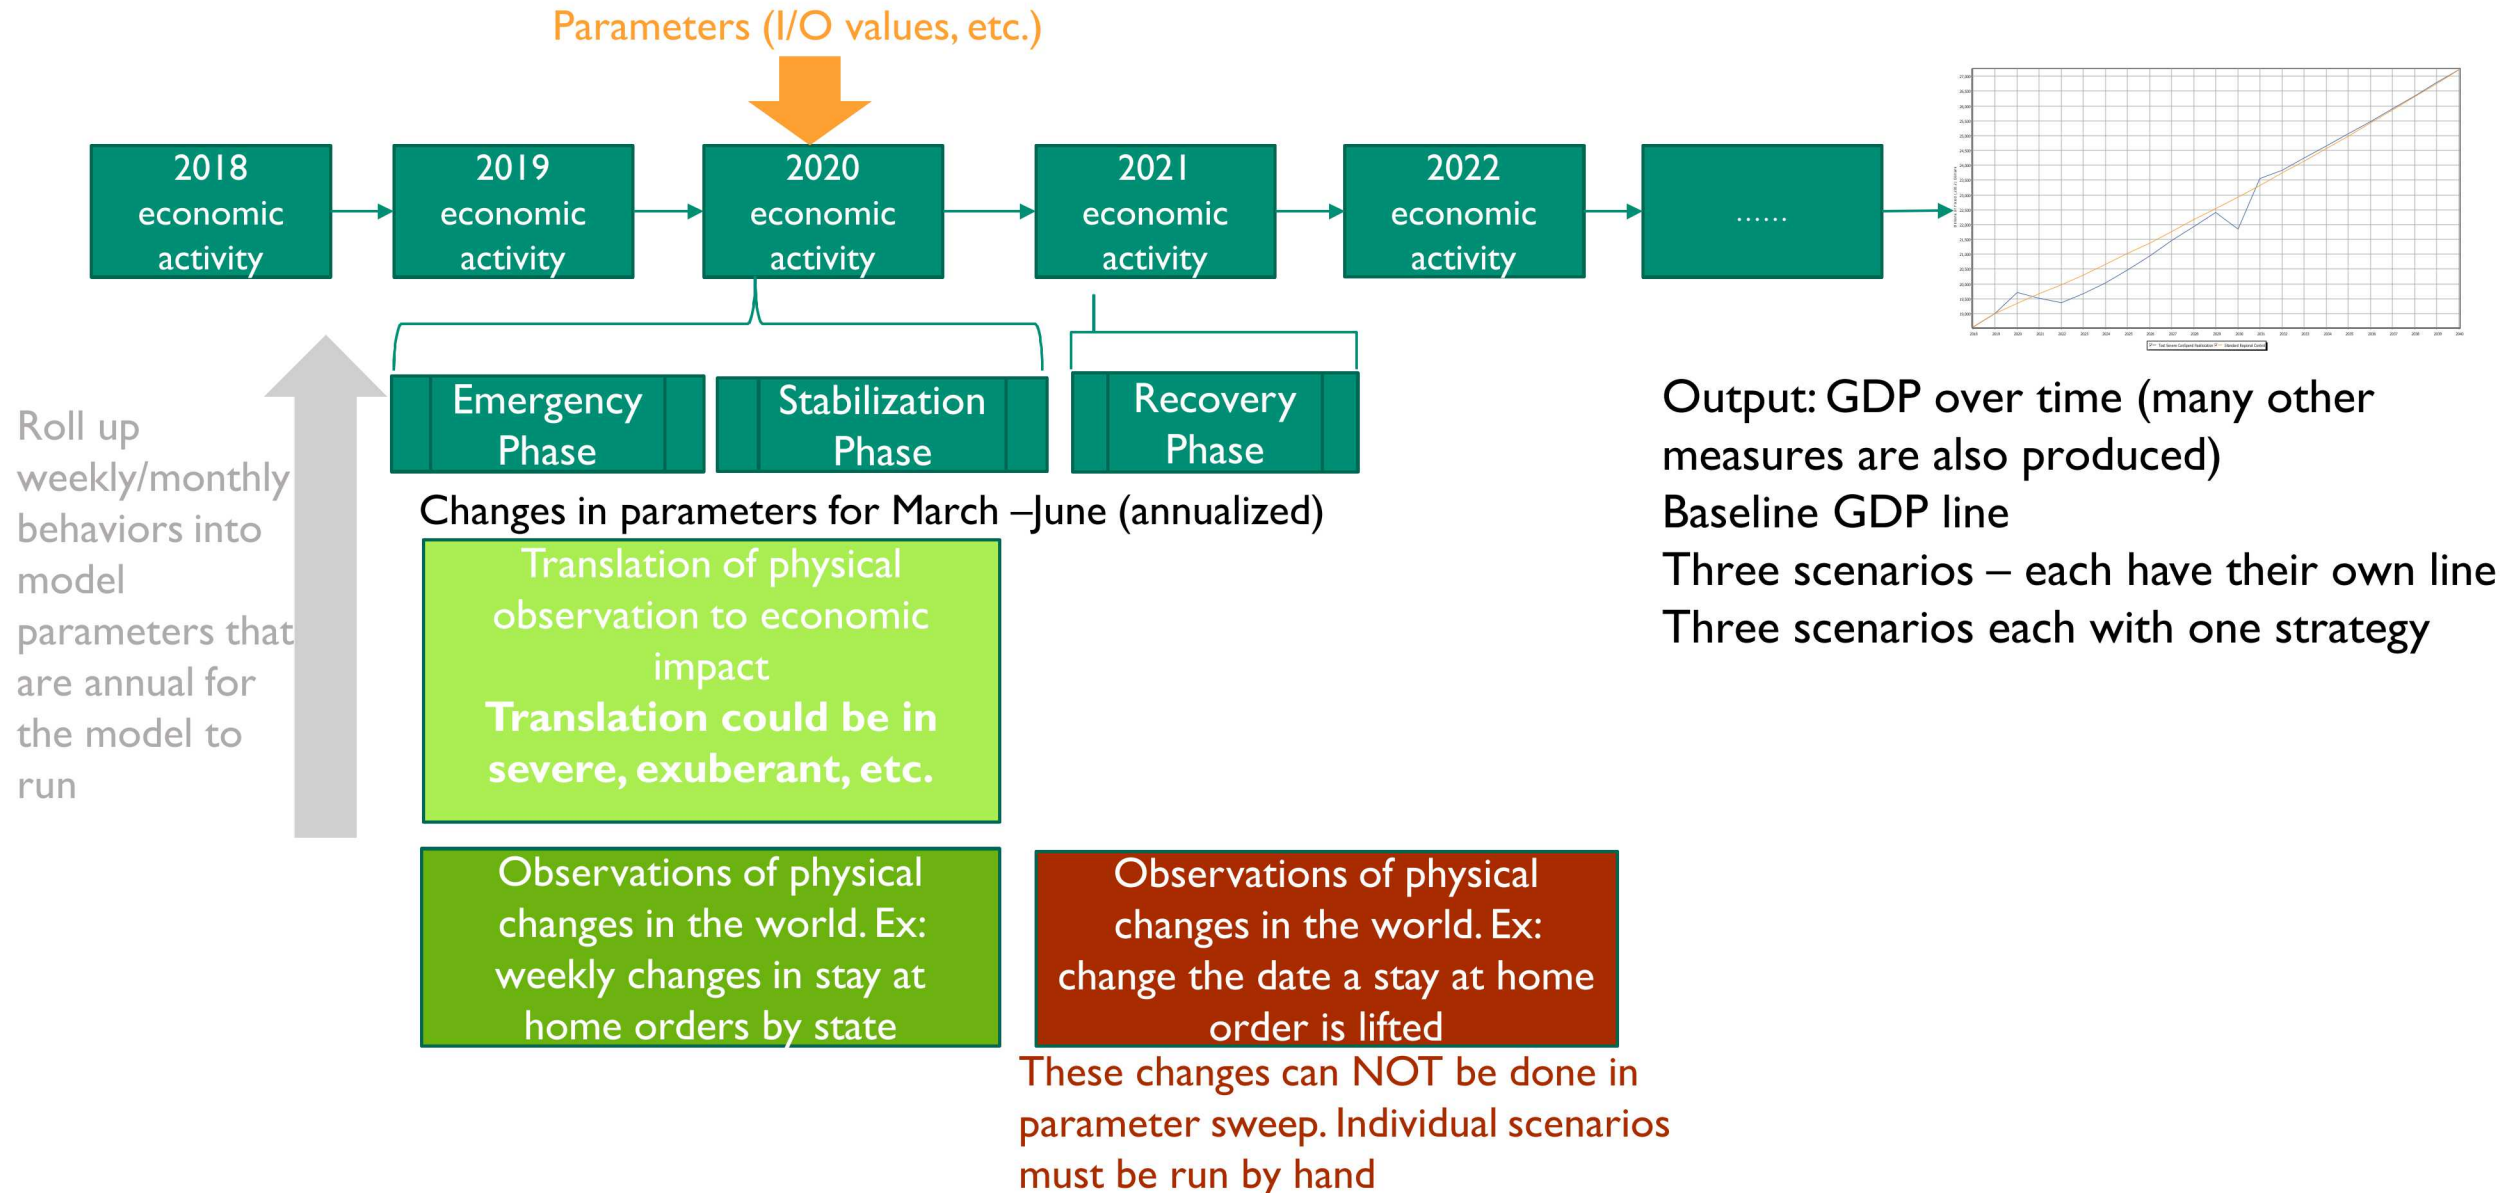 Parameters (I/O values, etc.)
2018
economic
activity
2019
economic
activity
2020
economic
activity
2021
economic
activity
2022
economic
activity
......
Emergency
Phase
Stabilization
Phase
Recovery
Phase
Roll up
weekly/monthly
behaviors into
model
parameters that
are annual for
the model to
run
Changes in parameters for March –June (annualized)
Translation of physical
observation to economic
impact
Translation could be in
severe, exuberant, etc.
Observations of physical
changes in the world. Ex:
weekly changes in stay at
home orders by state
Observations of physical
changes in the world. Ex:
change the date a stay at home
order is lifted
These changes can NOT be done in
parameter sweep. Individual scenarios
must be run by hand
Output: GDP over time (many other
measures are also produced)
Baseline GDP line
Three scenarios – each have their own line
Three scenarios each with one strategy